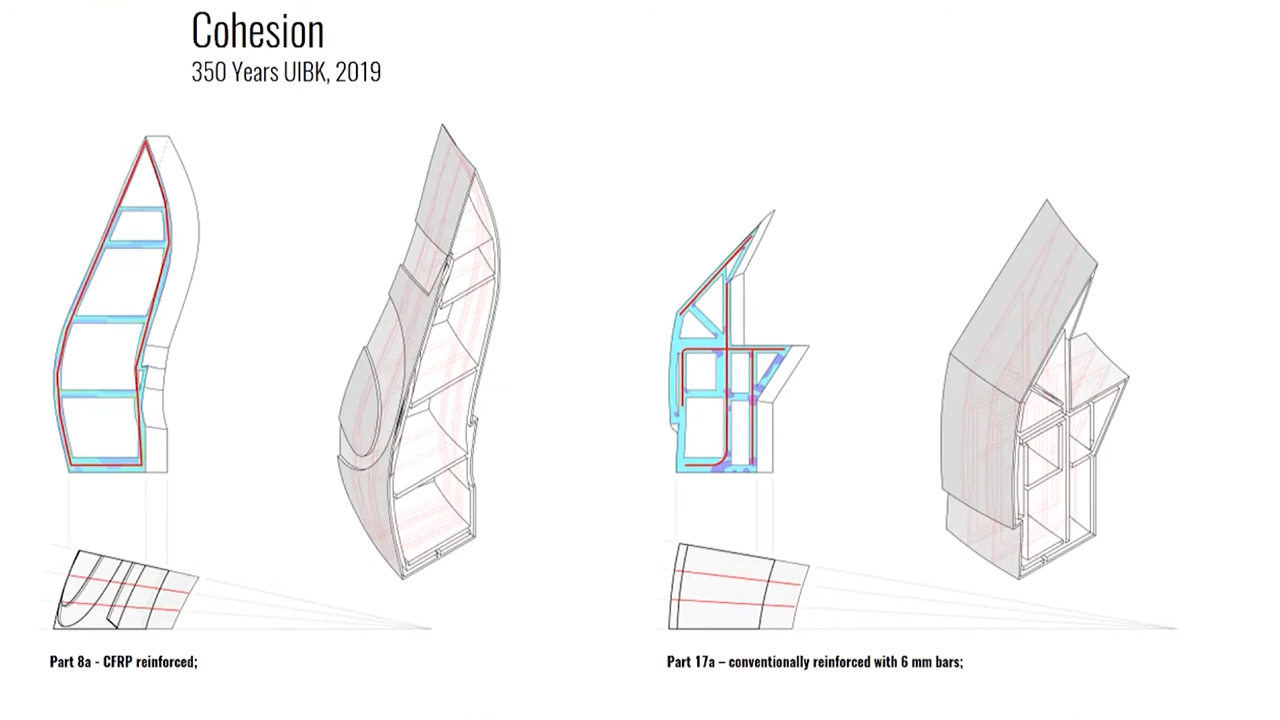 Cohesion
350 Years UIBK, 2019
Part 8a - CFRP reinforced;
Part 17a – conventionally reinforced with 6 mm bars;